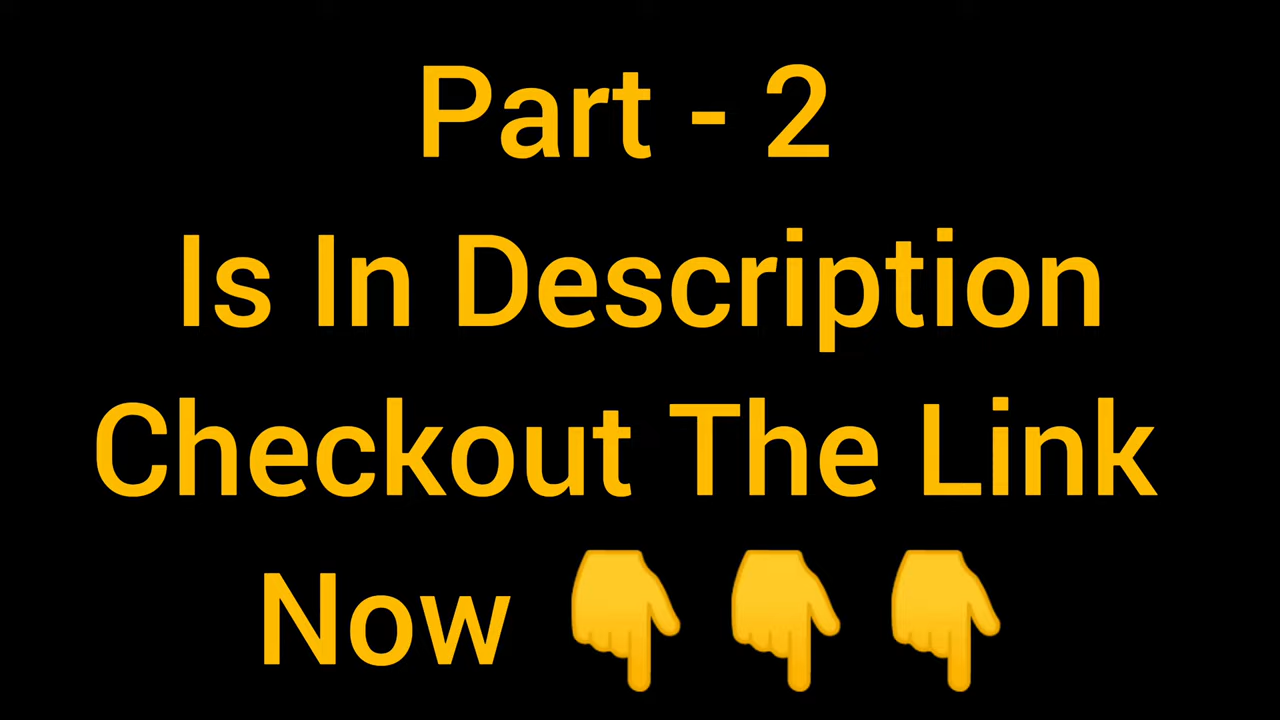 Part - 2
Is In Description
Checkout The Link
Now 👇👇👇